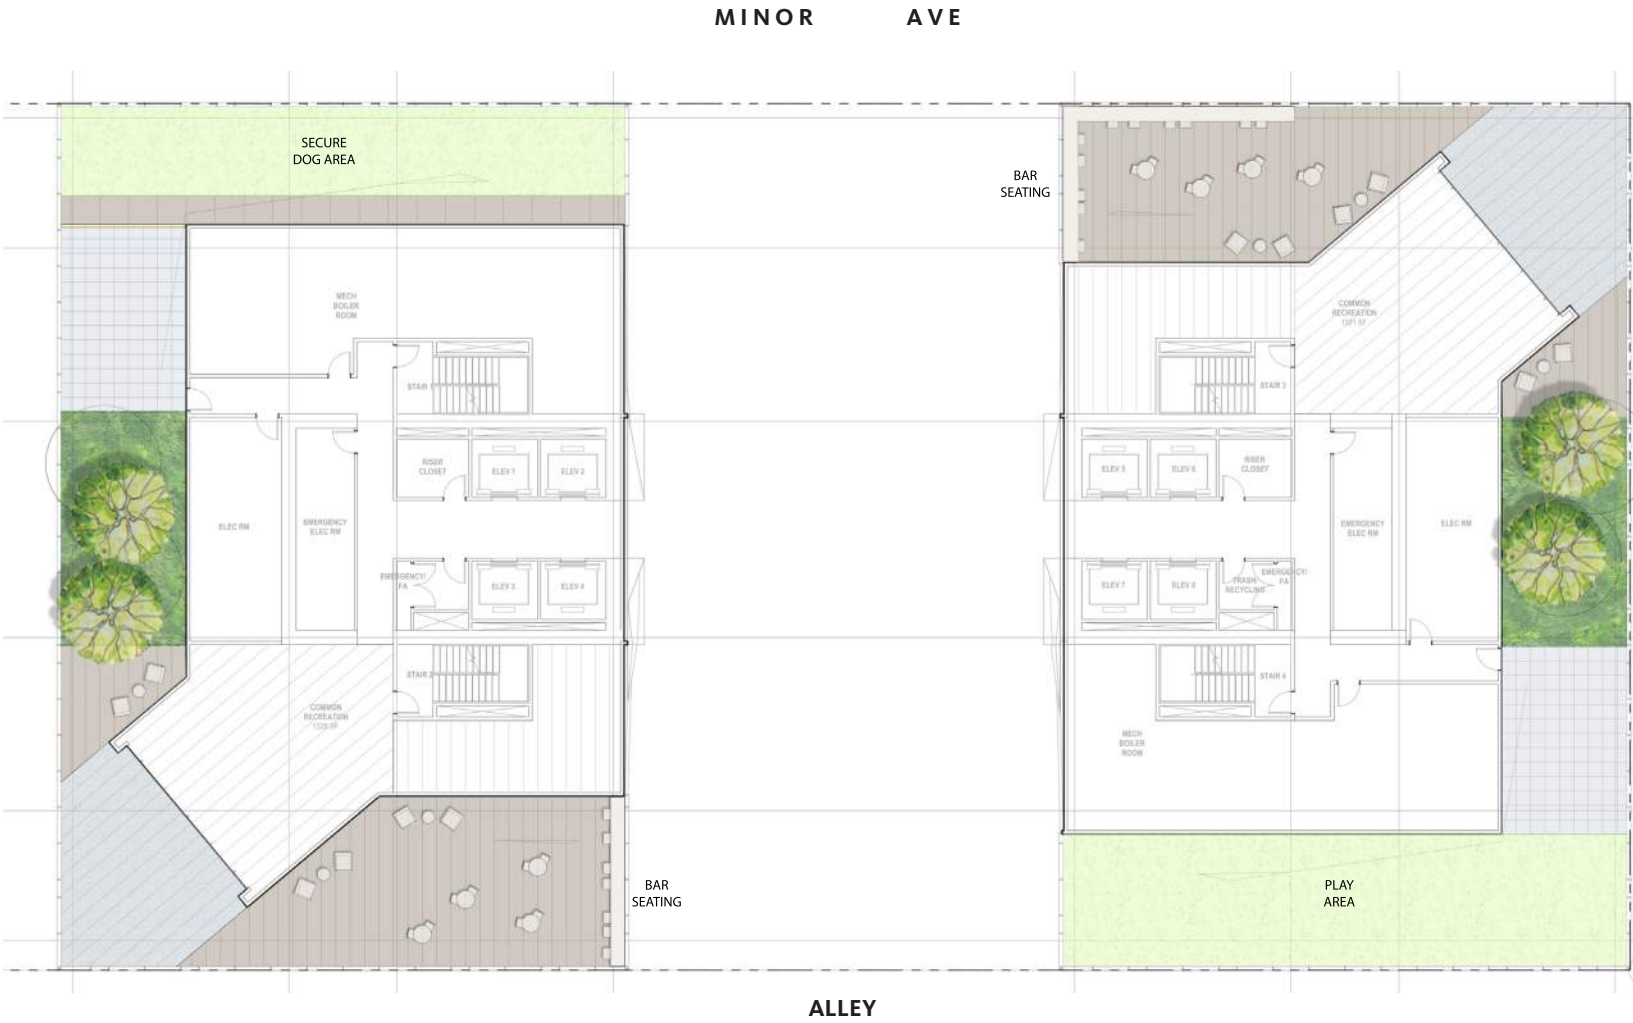 MINOR AVE
SECURE
DOG AREA
BAR
SEATING
MECH
BOILER
ROOM
COMMON
RECREATION
1321 SF
STAIR 1
STAIR 3
RISER
CLOSET
ELEV 1
ELEV 2
ELEV 5
ELEV 6
RISER
CLOSET
ELEC RM
EMERGENCY
ELEC RM
EMERGENCY
ELEC RM
ELEC RM
EMERGENCY/
FA
ELEV 3
ELEV 4
ELEV 7
ELEV 8
TRASH
RECYCLING
EMERGENCY/
FA
STAIR 2
STAIR 4
COMMON
RECREATION
MECH
BOILER
ROOM
BAR
SEATING
PLAY
AREA
ALLEY